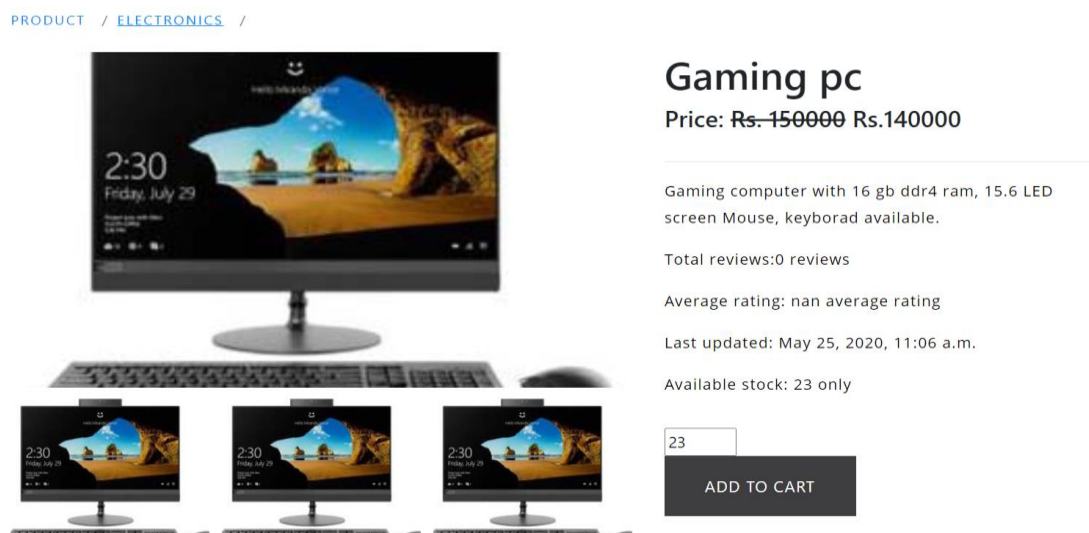 PRODUCT / ELECTRONICS /
2:30
Friday, July 29
Gaming pc
Price: Rs. 150000 Rs.140000
Gaming computer with 16 gb ddr4 ram, 15.6 LED
screen Mouse, keyborad available.
Total reviews:0 reviews
Average rating: nan average rating
Last updated: May 25, 2020, 11:06 a.m.
Available stock: 23 only
23
ADD TO CART
2:30
Friday, July 29
2:30
Friday, July 29
2:30
Friday, July 29